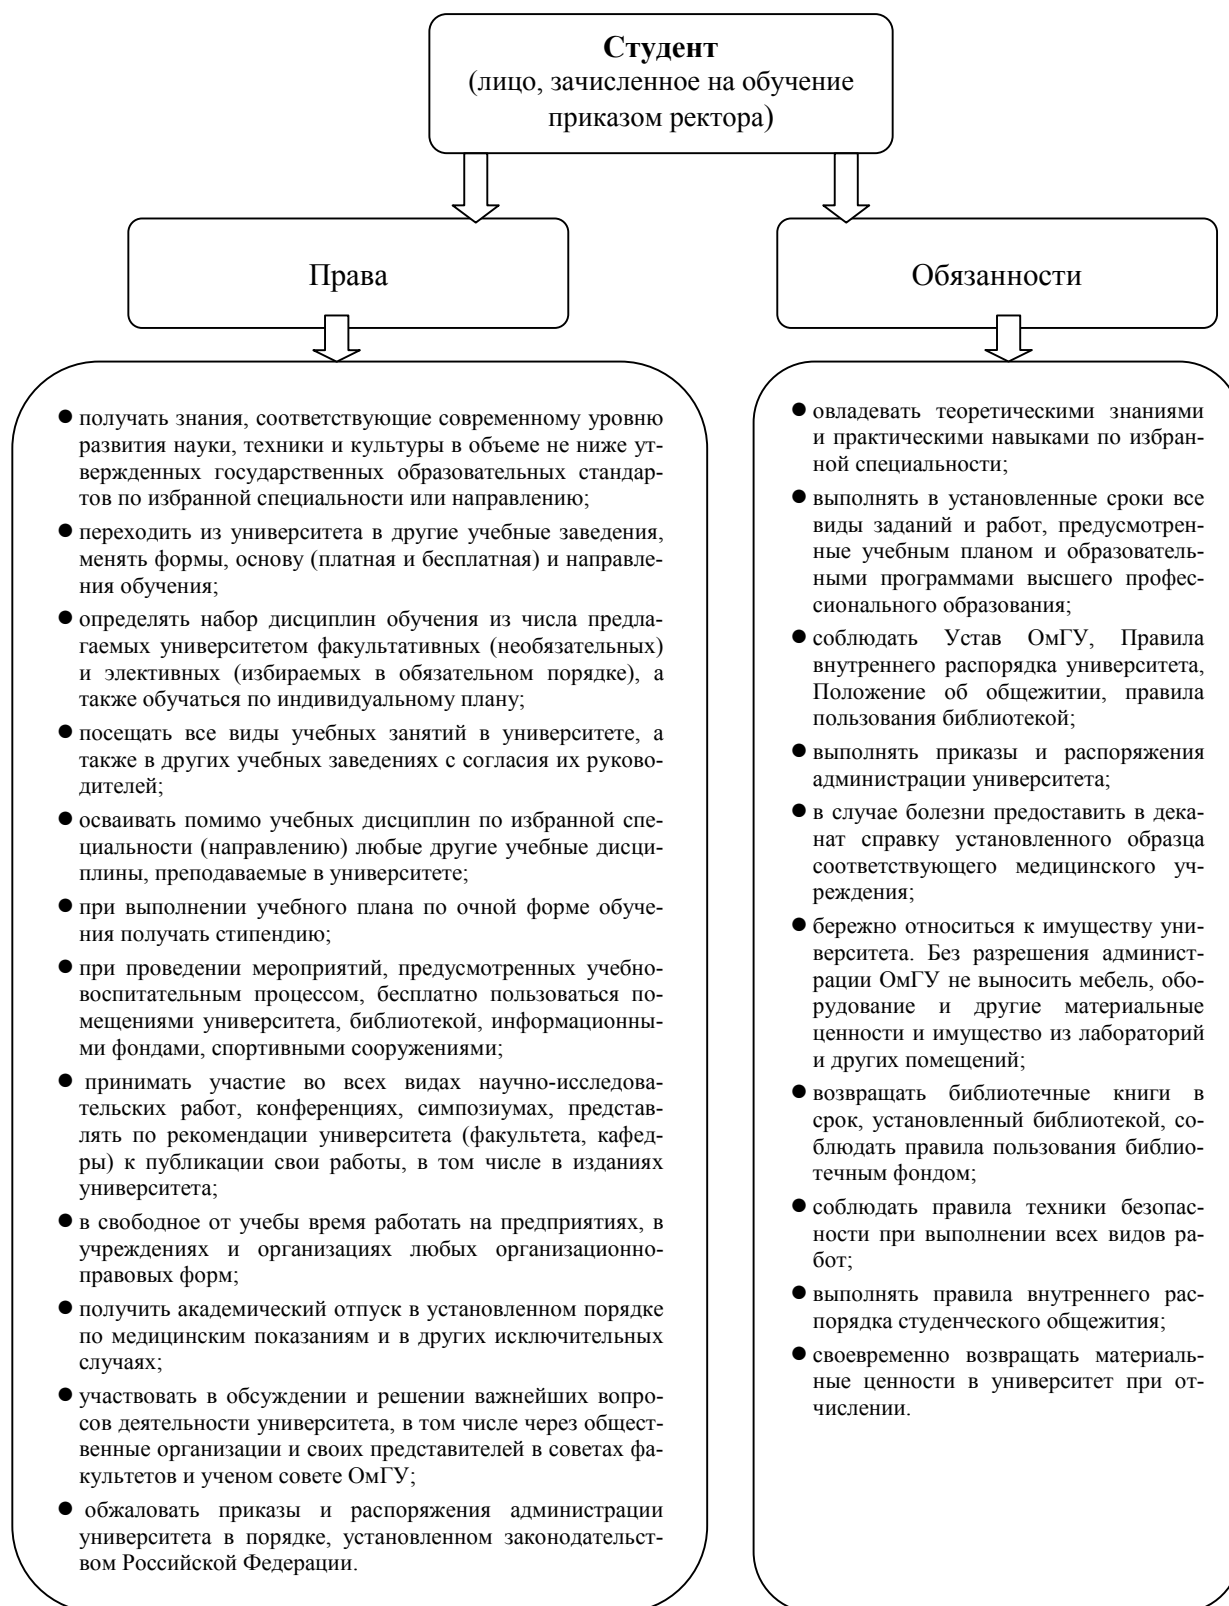 Студент
(лицо, зачисленное на обучение
приказом ректора)
Права
Обязанности
● получать знания, соответствующие современному уровню
развития науки, техники и культуры в объеме не ниже ут-
вержденных государственных образовательных стандар-
тов по избранной специальности или направлению;
● переходить из университета в другие учебные заведения,
менять формы, основу (платная и бесплатная) и направле-
ния обучения;
● определять набор дисциплин обучения из числа предла-
гаемых университетом факультативных (необязательных)
и элективных (избираемых в обязательном порядке), а
также обучаться по индивидуальному плану;
● посещать все виды учебных занятий в университете, а
также в других учебных заведениях с согласия их руково-
дителей;
● осваивать помимо учебных дисциплин по избранной спе-
циальности (направлению) любые другие учебные дисци-
плины, преподаваемые в университете;
● при выполнении учебного плана по очной форме обуче-
ния получать стипендию;
● при проведении мероприятий, предусмотренных учебно-
воспитательным процессом, бесплатно пользоваться по-
мещениями университета, библиотекой, информационны-
ми фондами, спортивными сооружениями;
● принимать участие во всех видах научно-исследова-
тельских работ, конференциях, симпозиумах, представ-
лять по рекомендации университета (факультета, кафед-
ры) к публикации свои работы, в том числе в изданиях
университета;
● в свободное от учебы время работать на предприятиях, в
учреждениях и организациях любых организационно-
правовых форм;
● получить академический отпуск в установленном порядке
по медицинским показаниям и в других исключительных
случаях;
● участвовать в обсуждении и решении важнейших вопро-
сов деятельности университета, в том числе через общест-
венные организации и своих представителей в советах фа-
культетов и ученом совете ОмГУ;
● обжаловать приказы и распоряжения администрации
университета в порядке, установленном законодательст-
вом Российской Федерации.
● овладевать теоретическими знаниями
и практическими навыками по избран-
ной специальности;
● выполнять в установленные сроки все
виды заданий и работ, предусмотрен-
ные учебным планом и образователь-
ными программами высшего профес-
сионального образования;
● соблюдать Устав ОмГУ, Правила
внутреннего распорядка университета,
Положение об общежитии, правила
пользования библиотекой;
● выполнять приказы и распоряжения
администрации университета;
● в случае болезни предоставить в дека-
нат справку установленного образца
соответствующего медицинского уч-
реждения;
● бережно относиться к имуществу уни-
верситета. Без разрешения админист-
рации ОмГУ не выносить мебель, обо-
рудование и другие материальные
ценности и имущество из лабораторий
и других помещений;
● возвращать библиотечные книги в
срок, установленный библиотекой, со-
блюдать правила пользования библио-
течным фондом;
● соблюдать правила техники безопас-
ности при выполнении всех видов ра-
бот;
● выполнять правила внутреннего рас-
порядка студенческого общежития;
● своевременно возвращать материаль-
ные ценности в университет при от-
числении.